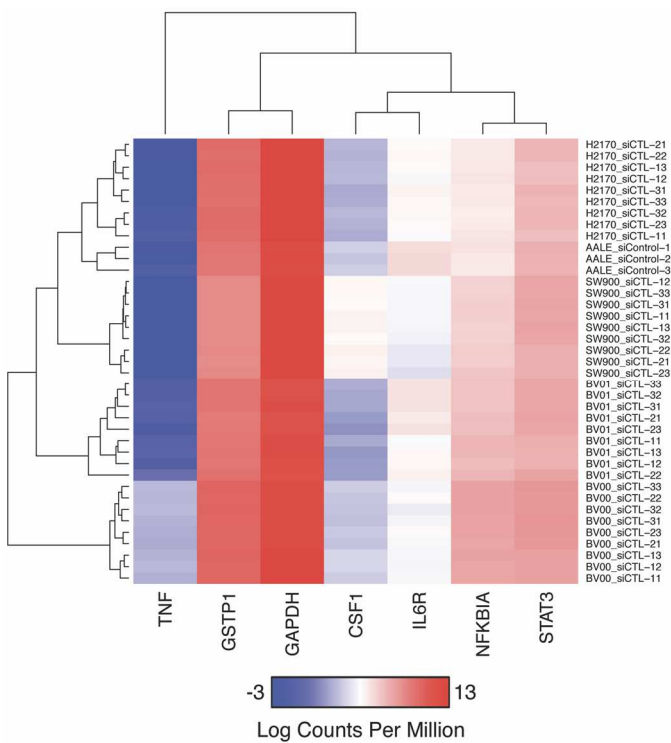 H2170_siCTL-21
H2170_siCTL-22
H2170_siCTL-13
H2170_siCTL-12
H2170_siCTL-31
H2170_siCTL-33
H2170_siCTL-32
H2170_siCTL-23
H2170_siCTL-11
AALE_siControl-1
AALE_siControl-2
AALE_siControl-3
SW900_siCTL-12
SW900_siCTL-33
SW900_siCTL-31
SW900_siCTL-11
SW900_siCTL-13
SW900_siCTL-32
SW900_siCTL-22
SW900_siCTL-21
SW900_siCTL-23
BV01_siCTL-33
BV01_siCTL-32
BV01_siCTL-31
BV01_siCTL-21
BV01_siCTL-23
BV01_siCTL-11
BV01_siCTL-13
BV01_siCTL-12
BV01_siCTL-22
BV00_siCTL-33
BV00_siCTL-22
BV00_siCTL-32
BV00_siCTL-31
BV00_siCTL-23
BV00_siCTL-21
BV00_siCTL-13
BV00_siCTL-12
BV00_siCTL-11
TNF
GSTP1
GAPDH
CSF1
IL6R
NFKBIA
STAT3
-3 13
Log Counts Per Million